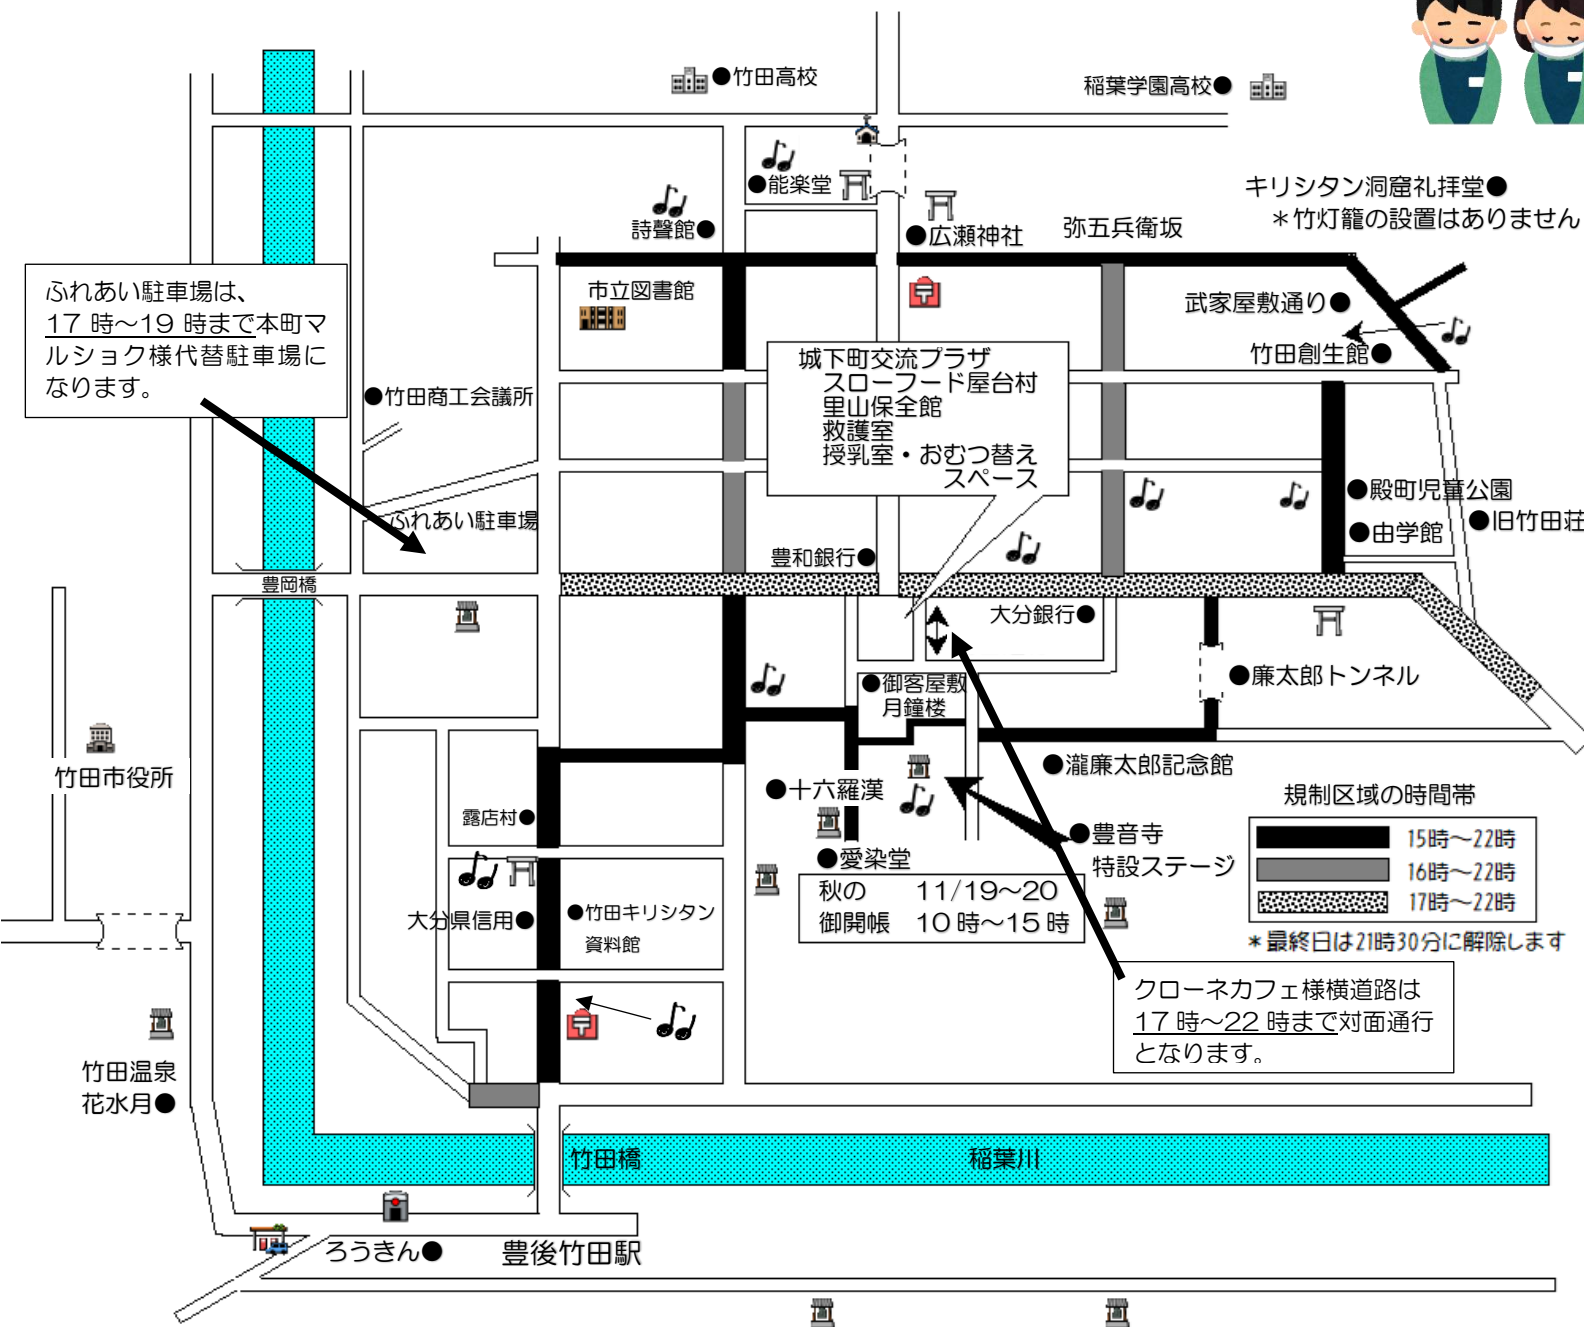 竹田高校
稲葉学園高校
能楽堂
キリシタン洞窟礼拝堂
＊竹灯籠の設置はありません
詩聲館
広瀬神社
弥五兵衛坂
ふれあい駐車場は、
17 時～19 時まで本町マ
ルショク様代替駐車場に
なります。
市立図書館
武家屋敷通り
竹田創生館
城下町交流プラザ
スローフード屋台村
里山保全館
救護室
授乳室・おむつ替え
スペース
竹田商工会議所
殿町児童公園
ふれあい駐車場
由学館
旧竹田荘
豊和銀行
豊岡橋
大分銀行
廉太郎トンネル
御客屋敷
月鐘楼
竹田市役所
瀧廉太郎記念館
十六羅漢
規制区域の時間帯
15時～22時
16時～22時
17時～22時
＊最終日は21時30分に解除します
露店村
豊音寺
特設ステージ
愛染堂
秋の 11/19～20
御開帳 10 時～15 時
大分県信用
竹田キリシタン
資料館
クローネカフェ様横道路は
17 時～22 時まで対面通行
となります。
竹田温泉
花水月
竹田橋
稲葉川
ろうきん
豊後竹田駅